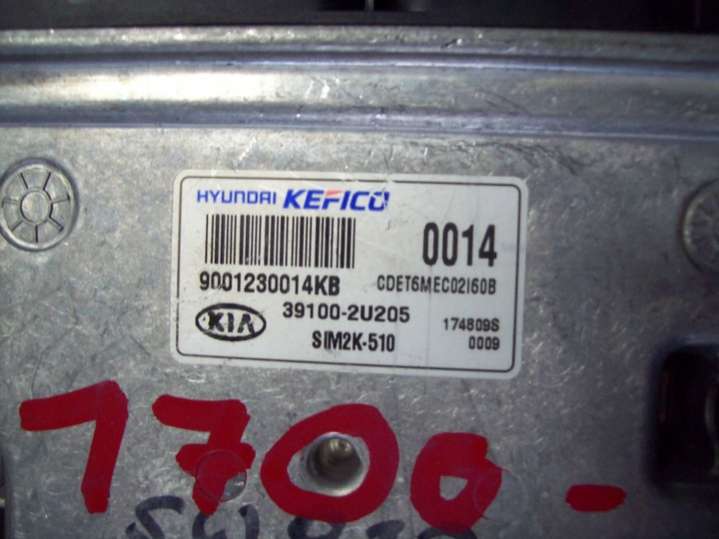 HYUNDAI KEFICO
0014
9001230014KB
CDET6MEC02I60B
KIA
39100-2U205
174809S
SIM2K-510
0009
1700-